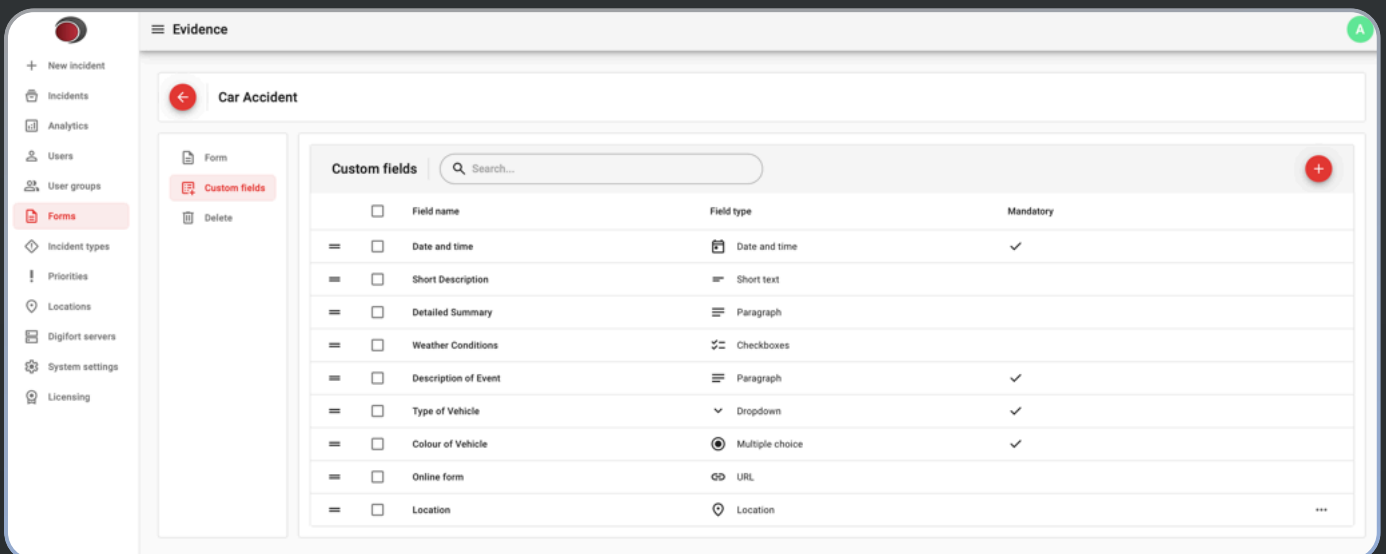 Evidence
A
New incident
Incidents
Analytics
Users
User groups
Forms
Incident types
Priorities
Locations
Digifort servers
System settings
Licensing
Car Accident
Form
Custom fields
Delete
Custom fields Search...
Field name Field type Mandatory
Date and time Date and time
Short Description Short text
Detailed Summary Paragraph
Weather Conditions Checkboxes
Description of Event Paragraph
Type of Vehicle Dropdown
Colour of Vehicle Multiple choice
Online form URL
Location Location